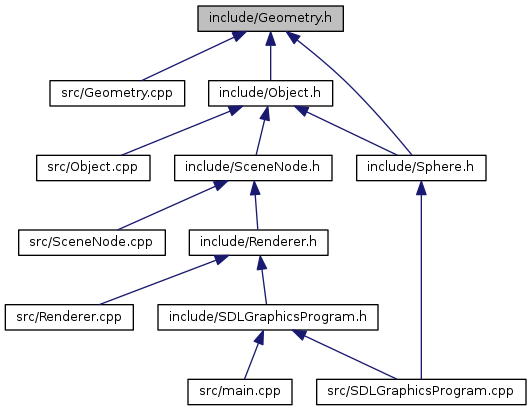 include/Geometry.h
src/Geometry.cpp
include/Object.h
src/Object.cpp
include/SceneNode.h
include/Sphere.h
src/SceneNode.cpp
include/Renderer.h
src/Renderer.cpp
include/SDLGraphicsProgram.h
src/main.cpp
src/SDLGraphicsProgram.cpp